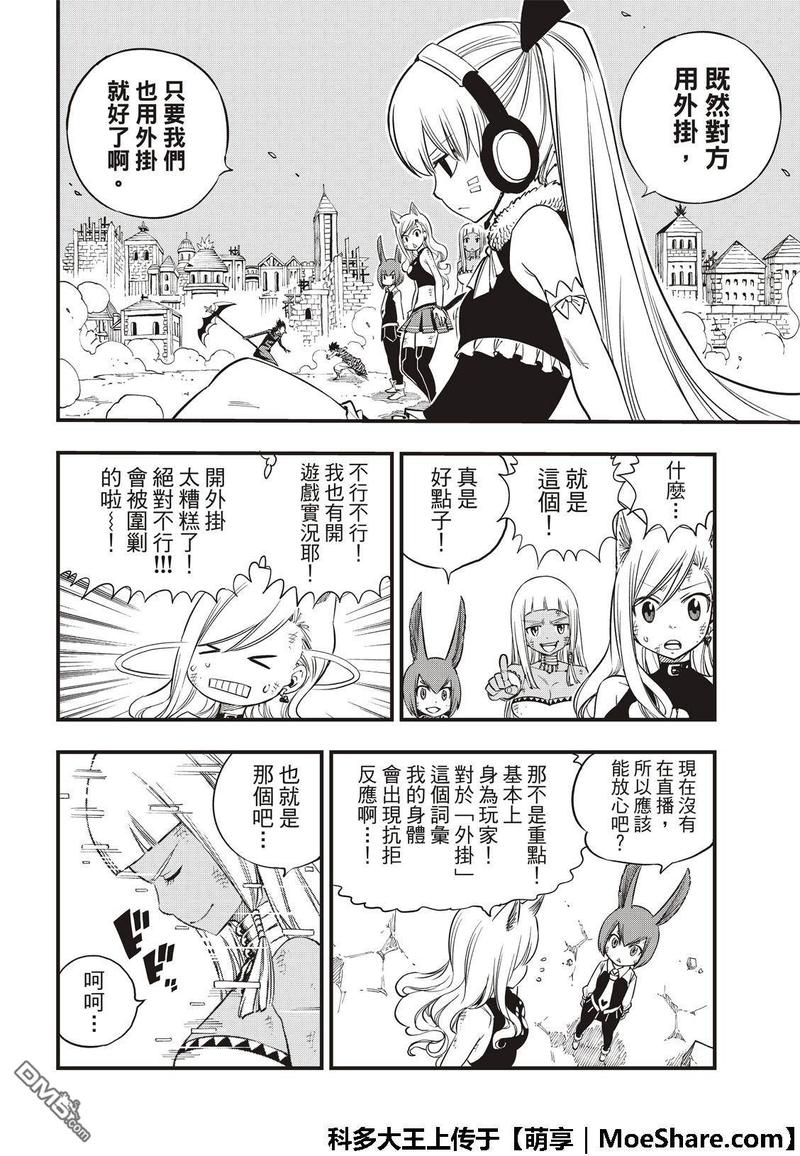 既然對方
用外掛，
只要我們
也用外掛
就好了啊。
什麼…
就是
這個！
真是
好點子！
不行不行！
我也有開
遊戲實況耶！
開外掛
太糟糕了！
絕對不行!!!
會被圍剿
的啦～！
現在沒有
在直播，
所以應該
能放心吧？
那不是重點！
基本上
身為玩家！
對於「外掛」
這個詞彙
我的身體
會出現抗拒
反應啊…！
也就是
那個吧…
呵呵…
DM5.com
科多大王上传于【萌享｜MoeShare.com】